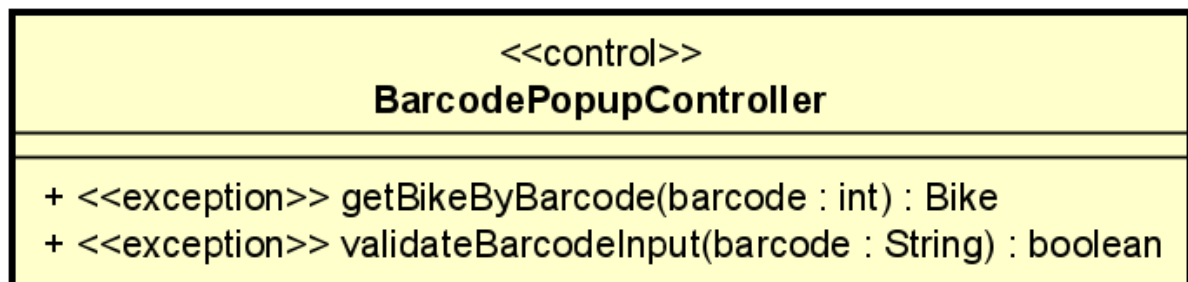 <<control>>
BarcodePopupController
+ <<exception>> getBikeByBarcode(barcode : int) : Bike
+ <<exception>> validateBarcodeInput(barcode : String) : boolean